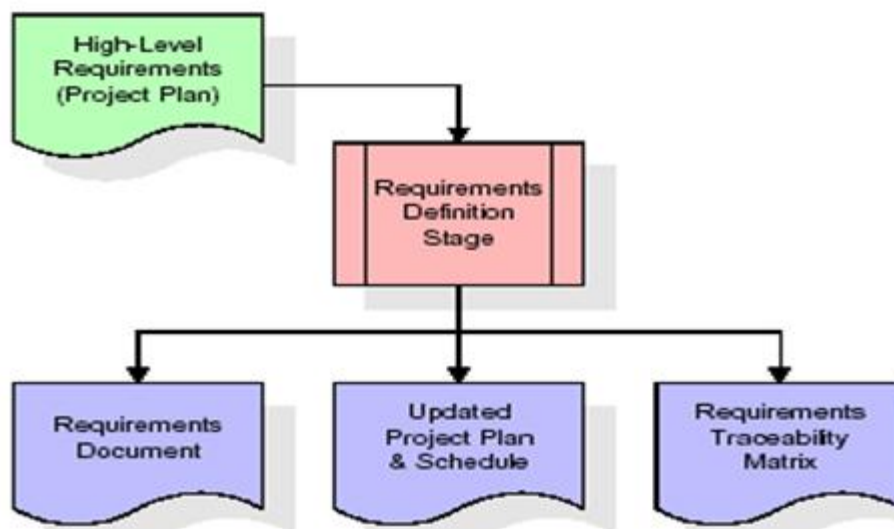 High-Level
Requirements
(Project Plan)
Requirements
Definition
Stage
Requirements
Document
Updated
Project Plan
& Schedule
Requirements
Traceability
Matrix